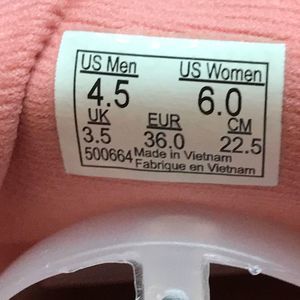 US Men US Women
4.5 6.0
UK EUR CM
3.5 36.0 22.5
500664 Made in Vietnam
Fabrique en Vietnam